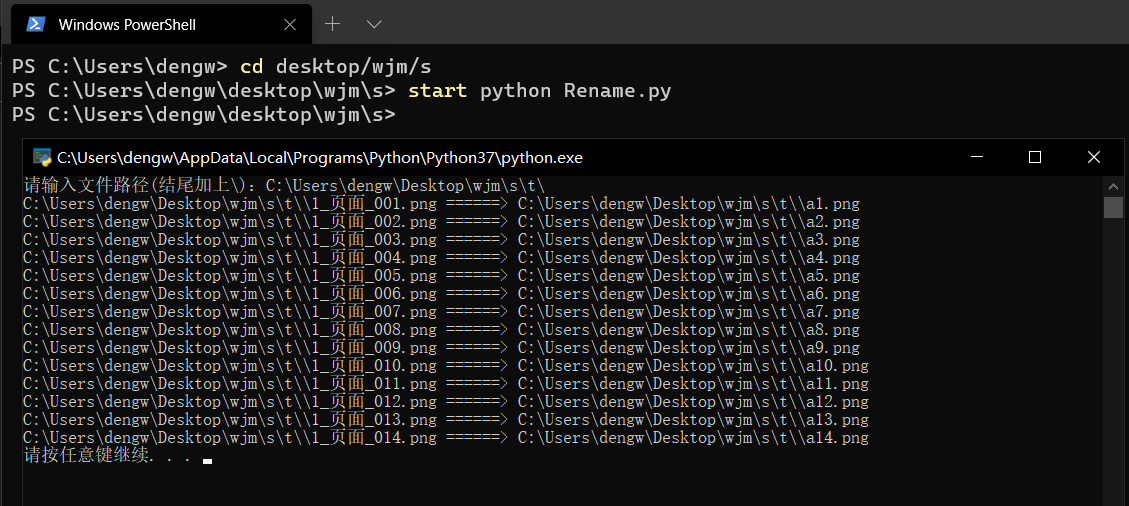 Windows PowerShell
PS C:\Users\dengw> cd desktop/wjm/s
PS C:\Users\dengw\desktop\wjm\s> start python Rename.py
PS C:\Users\dengw\desktop\wjm\s>
C:\Users\dengw\AppData\Local\Programs\Python\Python37\python.exe
请输入文件路径(结尾加上\): C:\Users\dengw\Desktop\wjm\s\t\
C:\Users\dengw\Desktop\wjm\s\t\\1_页面_001.png ======> C:\Users\dengw\Desktop\wjm\s\t\\a1.png
C:\Users\dengw\Desktop\wjm\s\t\\1_页面_002.png ======> C:\Users\dengw\Desktop\wjm\s\t\\a2.png
C:\Users\dengw\Desktop\wjm\s\t\\1_页面_003.png ======> C:\Users\dengw\Desktop\wjm\s\t\\a3.png
C:\Users\dengw\Desktop\wjm\s\t\\1_页面_004.png ======> C:\Users\dengw\Desktop\wjm\s\t\\a4.png
C:\Users\dengw\Desktop\wjm\s\t\\1_页面_005.png ======> C:\Users\dengw\Desktop\wjm\s\t\\a5.png
C:\Users\dengw\Desktop\wjm\s\t\\1_页面_006.png ======> C:\Users\dengw\Desktop\wjm\s\t\\a6.png
C:\Users\dengw\Desktop\wjm\s\t\\1_页面_007.png ======> C:\Users\dengw\Desktop\wjm\s\t\\a7.png
C:\Users\dengw\Desktop\wjm\s\t\\1_页面_008.png ======> C:\Users\dengw\Desktop\wjm\s\t\\a8.png
C:\Users\dengw\Desktop\wjm\s\t\\1_页面_009.png ======> C:\Users\dengw\Desktop\wjm\s\t\\a9.png
C:\Users\dengw\Desktop\wjm\s\t\\1_页面_010.png ======> C:\Users\dengw\Desktop\wjm\s\t\\a10.png
C:\Users\dengw\Desktop\wjm\s\t\\1_页面_011.png ======> C:\Users\dengw\Desktop\wjm\s\t\\a11.png
C:\Users\dengw\Desktop\wjm\s\t\\1_页面_012.png ======> C:\Users\dengw\Desktop\wjm\s\t\\a12.png
C:\Users\dengw\Desktop\wjm\s\t\\1_页面_013.png ======> C:\Users\dengw\Desktop\wjm\s\t\\a13.png
C:\Users\dengw\Desktop\wjm\s\t\\1_页面_014.png ======> C:\Users\dengw\Desktop\wjm\s\t\\a14.png
请按任意键继续. . .